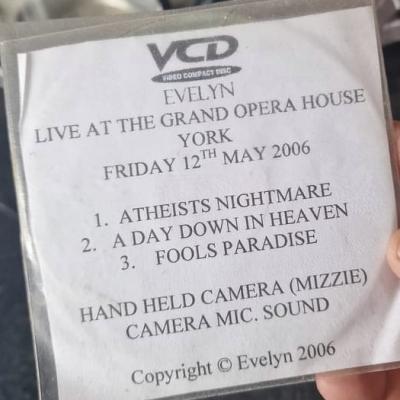 VCD
VIDEO COMPACT DISC
EVELYN
LIVE AT THE GRAND OPERA HOUSE
YORK
FRIDAY 12TH MAY 2006
1. ATHEISTS NIGHTMARE
2. A DAY DOWN IN HEAVEN
3. FOOLS PARADISE
HAND HELD CAMERA (MIZZIE)
CAMERA MIC. SOUND
Copyright © Evelyn 2006